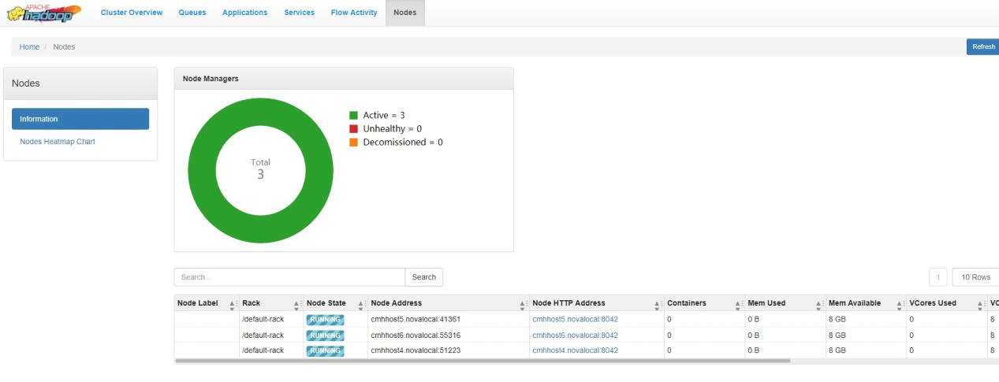 APACHE
hadoop
Cluster Overview Queues Applications Services Flow Activity Nodes
Home / Nodes
Refresh
Nodes
Information
Nodes Heatmap Chart
Node Managers
Active = 3
Unhealthy = 0
Decomissioned = 0
Total
3
Search... Search
1 10 Rows
Node Label Rack Node State Node Address Node HTTP Address Containers Mem Used Mem Available VCores Used VC
/default-rack RUNNING cmhhost5.novalocal:41361 cmhhost5.novalocal:8042 0 0 B 8 GB 0 8
/default-rack RUNNING cmhhost6.novalocal:55316 cmhhost6.novalocal:8042 0 0 B 8 GB 0 8
/default-rack RUNNING cmhhost4.novalocal:51223 cmhhost4.novalocal:8042 0 0 B 8 GB 0 8